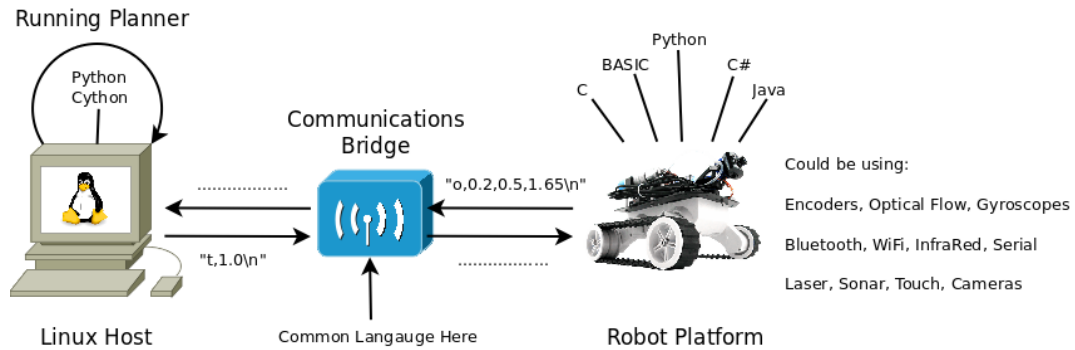 Running Planner
Python
Cython
Linux Host
"t,1.0\n"
....................
Communications
Bridge
Common Langauge Here
"o,0.2,0.5,1.65\n"
....................
C
BASIC
Python
C#
Java
Robot Platform
Could be using:
Encoders, Optical Flow, Gyroscopes
Bluetooth, WiFi, InfraRed, Serial
Laser, Sonar, Touch, Cameras